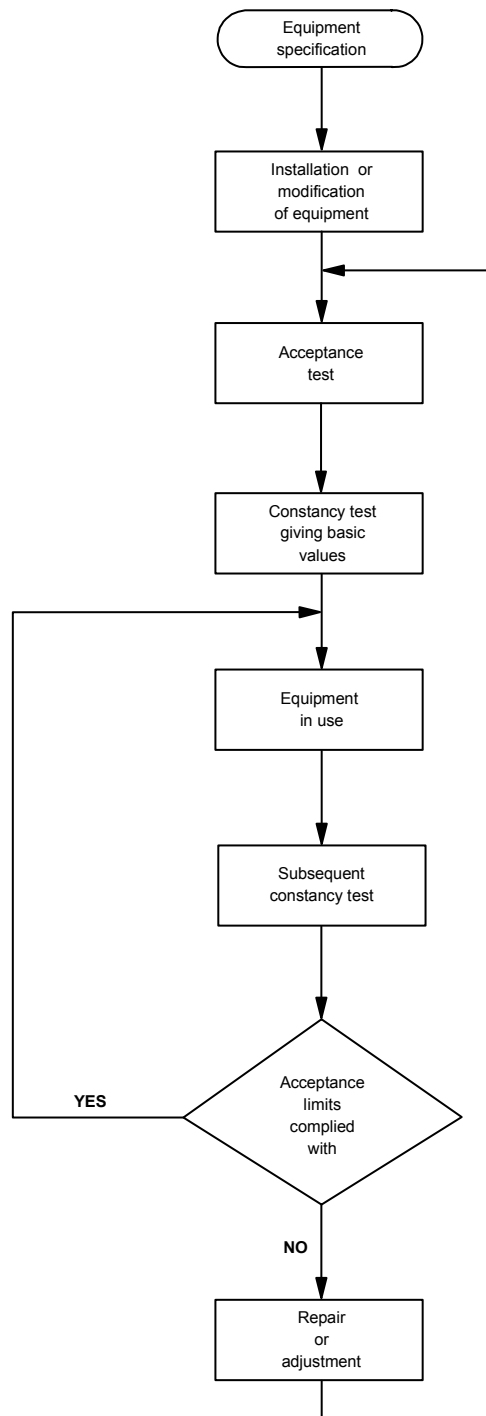 Equipment
specification
Installation or
modification
of equipment
Acceptance
test
Constancy test
giving basic
values
Equipment
in use
Subsequent
constancy test
Acceptance
limits
complied
with
YES
NO
Repair
or
adjustment